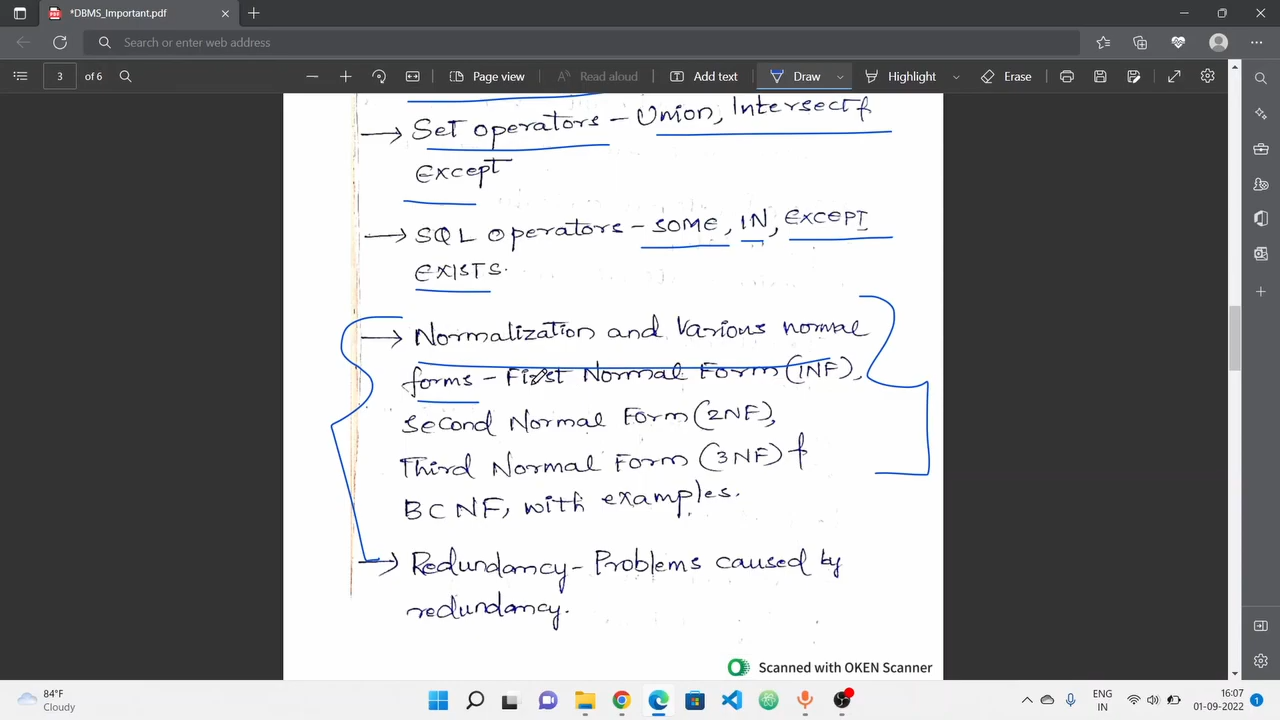 *DBMS_Important.pdf
Search or enter web address
3 of 6
Page view
Read aloud
Add text
Draw
Highlight
Erase
→ Set operators - Union, Intersect &
Except
→ SQL operators - SOME, IN, EXCEPT
EXISTS.
→ Normalization and Various normal
forms - First Normal Form (1NF),
Second Normal Form (2NF),
Third Normal Form (3NF) &
BCNF, with examples.
→ Redundancy - Problems caused by
redundancy.
Scanned with OKEN Scanner
84°F
Cloudy
ENG
IN
16:07
01-09-2022
1